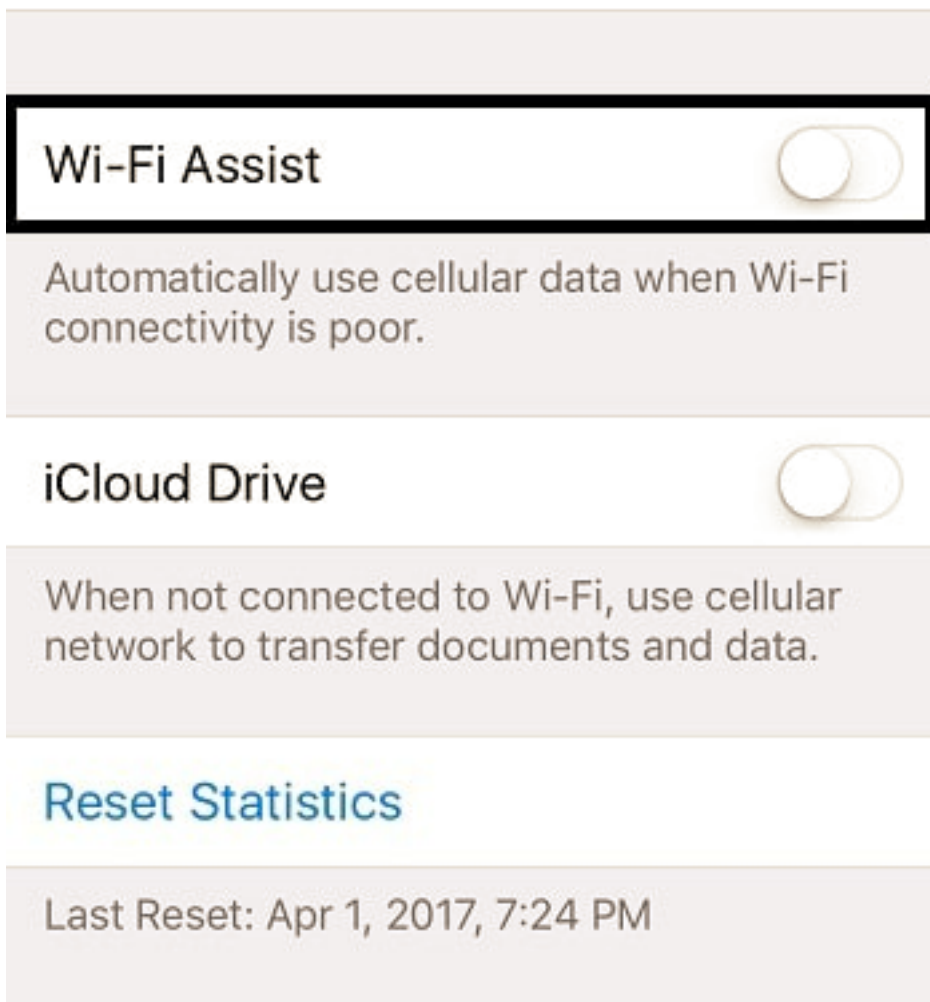 Wi-Fi Assist
Automatically use cellular data when Wi-Fi
connectivity is poor.
iCloud Drive
When not connected to Wi-Fi, use cellular
network to transfer documents and data.
Reset Statistics
Last Reset: Apr 1, 2017, 7:24 PM